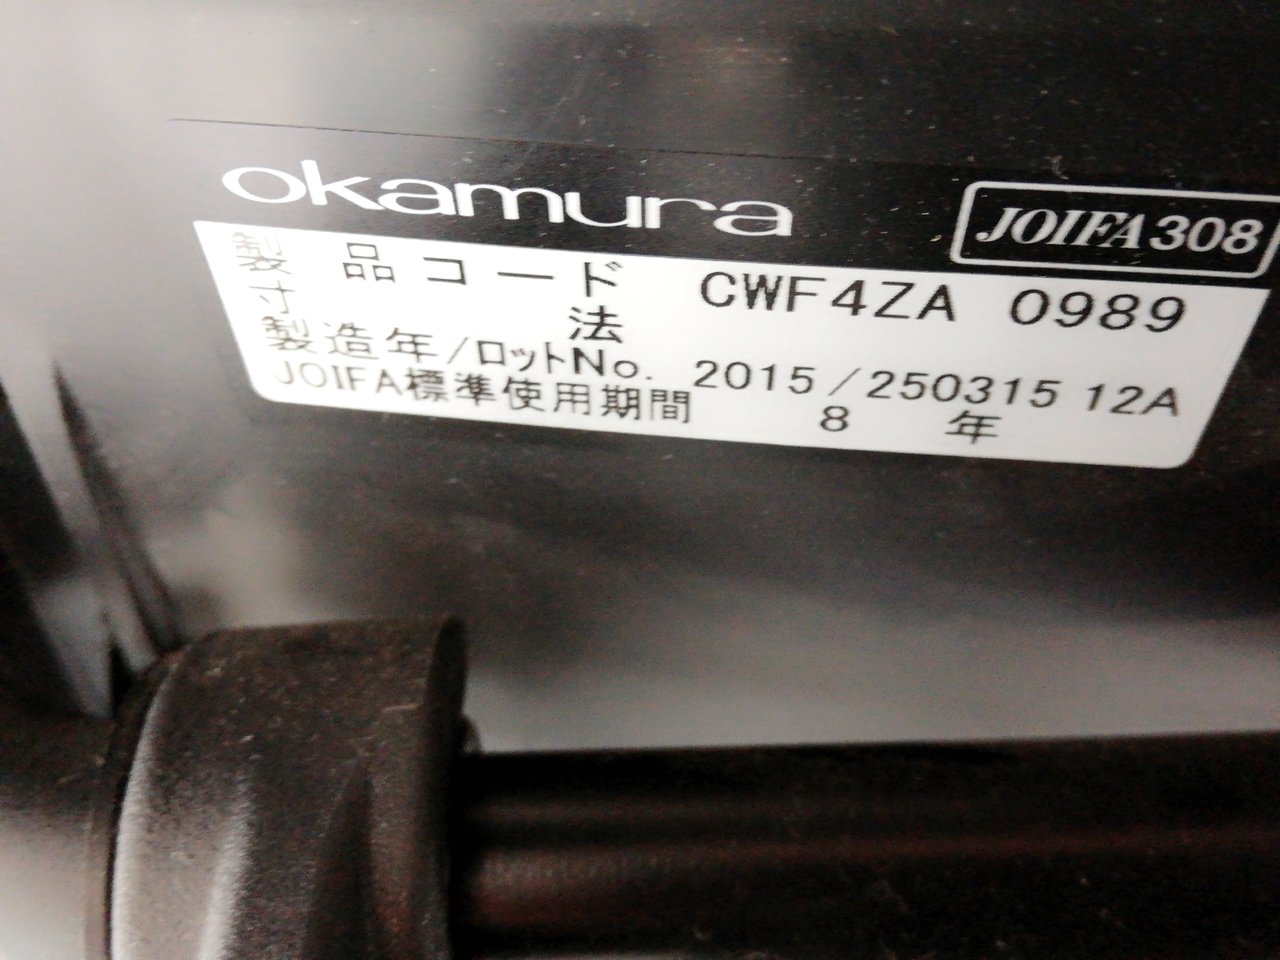 okamura
JOIFA308
製品コード CWF4ZA 0989
寸法
製造年/ロットNo. 2015/250315 12A
JOIFA標準使用期間 8年